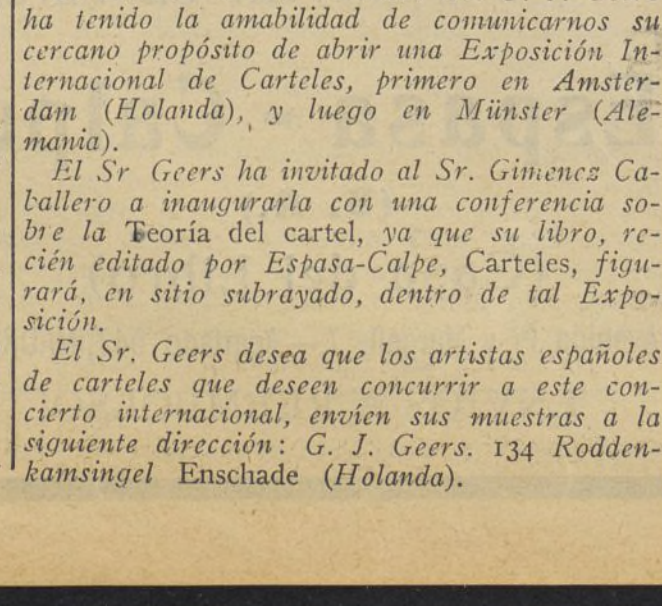 ha tenido la amabilidad de comunicarnos su
cercano propósito de abrir una Exposición In-
ternacional de Carteles, primero en Amster-
dam (Holanda), y luego en Münster (Ale-
mania).
El Sr Geers ha invitado al Sr. Gimenez Ca-
ballero a inaugurarla con una conferencia so-
bre la Teoría del cartel, ya que su libro, re-
cién editado por Espasa-Calpe, Carteles, figu-
rará, en sitio subrayado, dentro de tal Expo-
sición.
El Sr. Geers desea que los artistas españoles
de carteles que deseen concurrir a este con-
cierto internacional, envíen sus muestras a la
siguiente dirección: G. J. Geers. 134 Rodden-
kamsingel Enschade (Holanda).